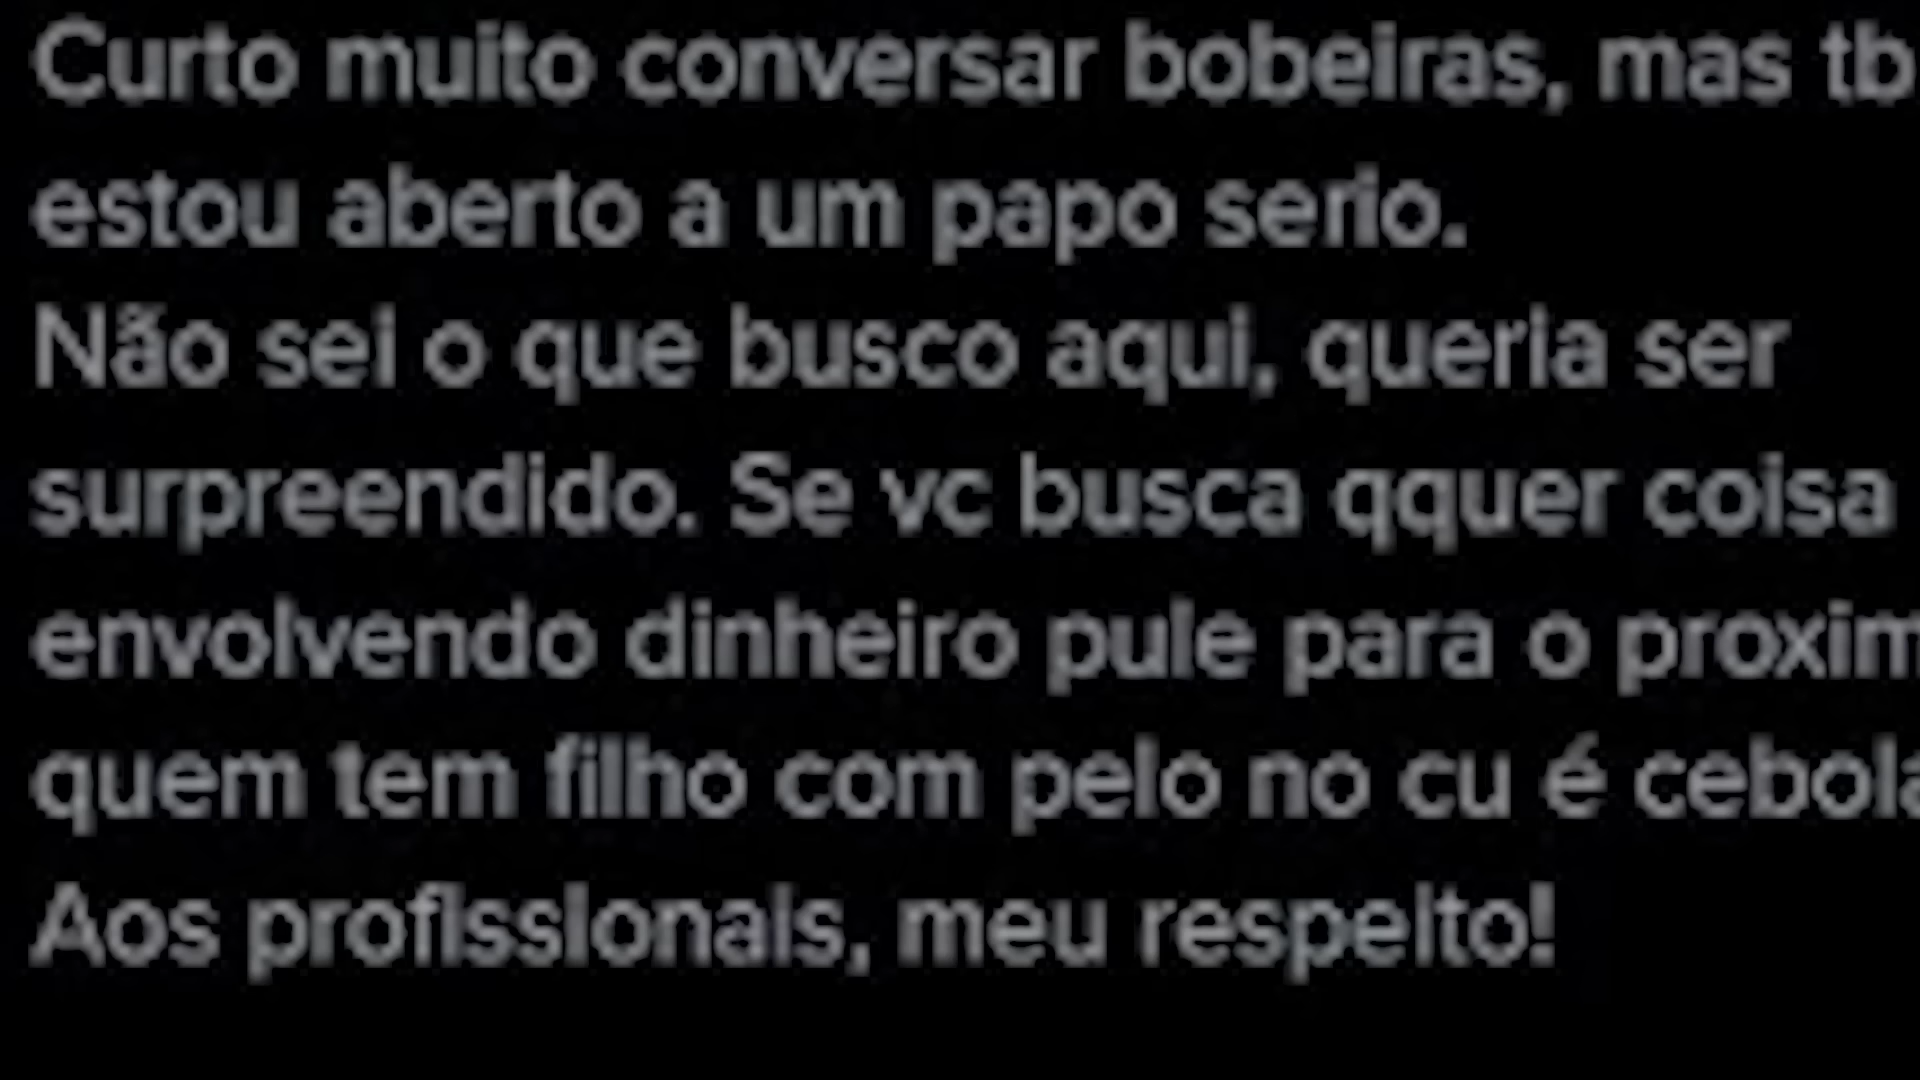 Curto muito conversar bobeiras, mas tb
estou aberto a um papo serio.
Não sei o que busco aqui, queria ser
surpreendido. Se vc busca qquer coisa
envolvendo dinheiro pule para o proxim
quem tem filho com pelo no cu é cebola
Aos profissionais, meu respeito!